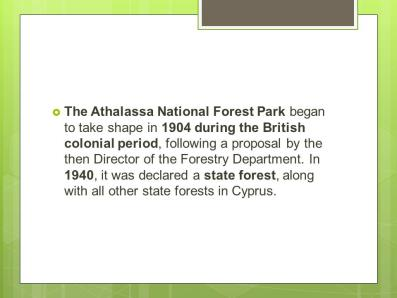 The Athalassa National Forest Park began
to take shape in 1904 during the British
colonial period, following a proposal by the
then Director of the Forestry Department. In
1940, it was declared a state forest, along
with all other state forests in Cyprus.